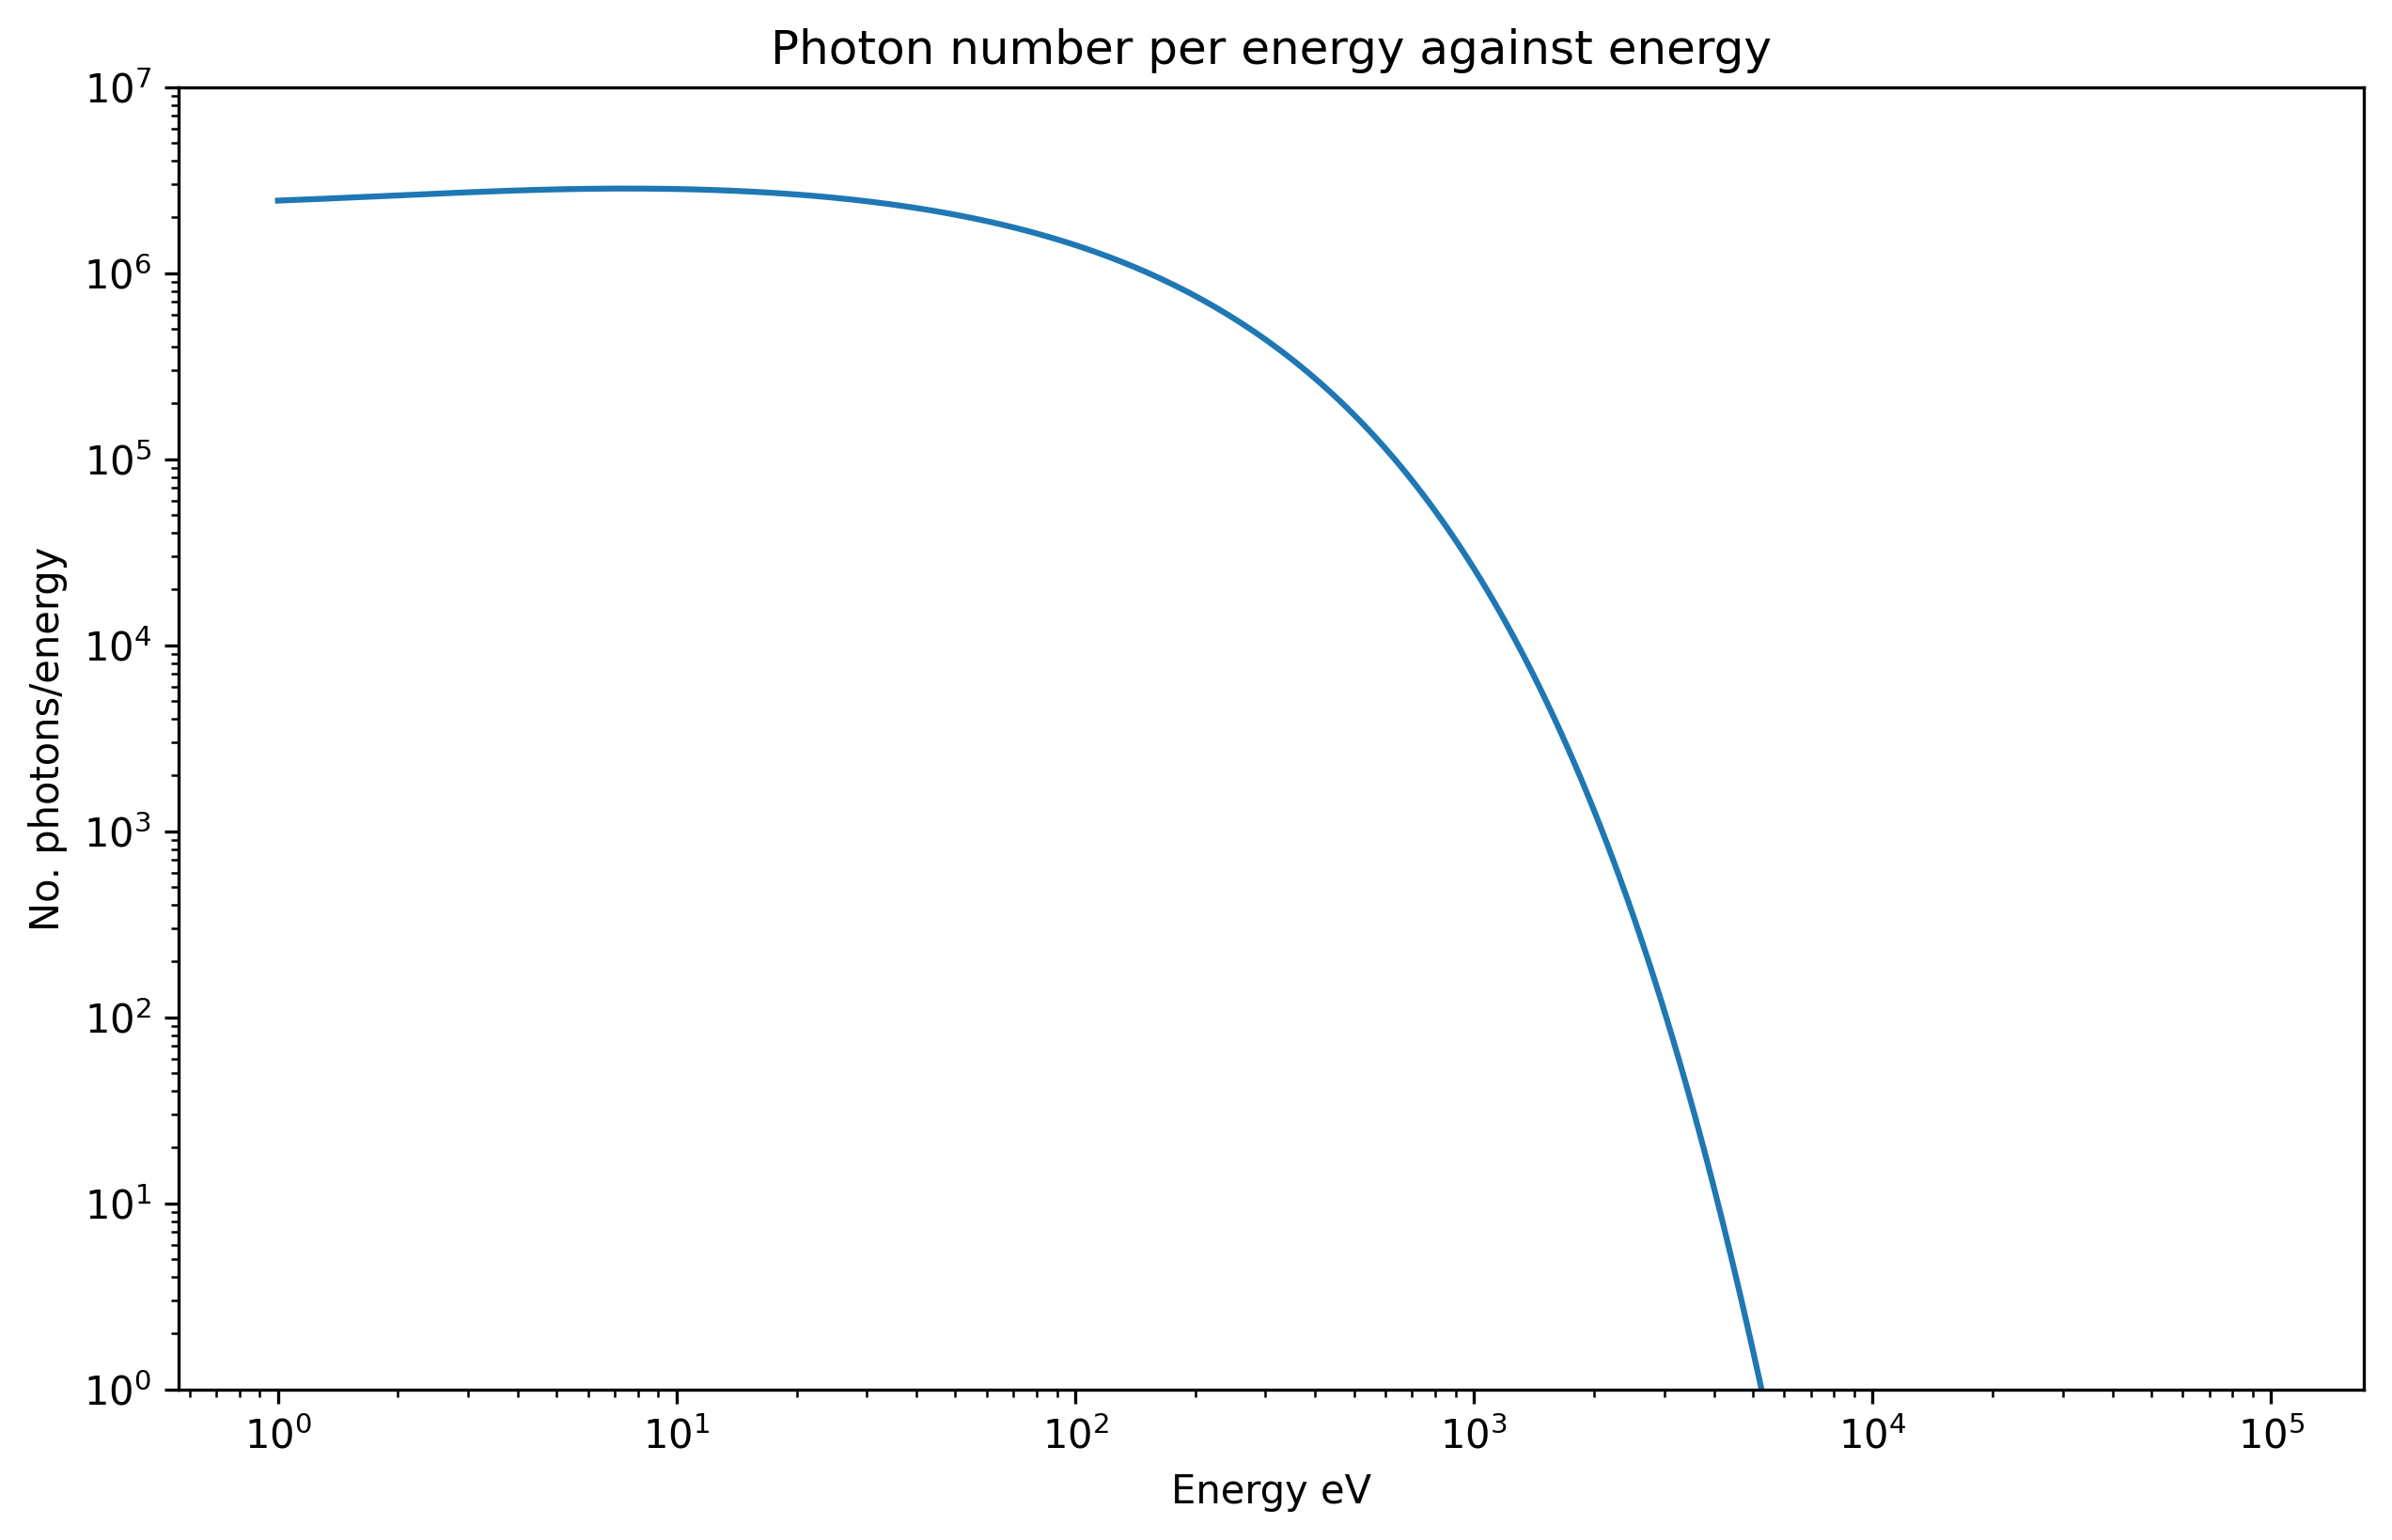 Photon number per energy against energy
10⁷
10⁶
10⁵
10⁴
10³
10²
10¹
10⁰
No. photons/energy
10⁰ 10¹ 10² 10³ 10⁴ 10⁵
Energy eV